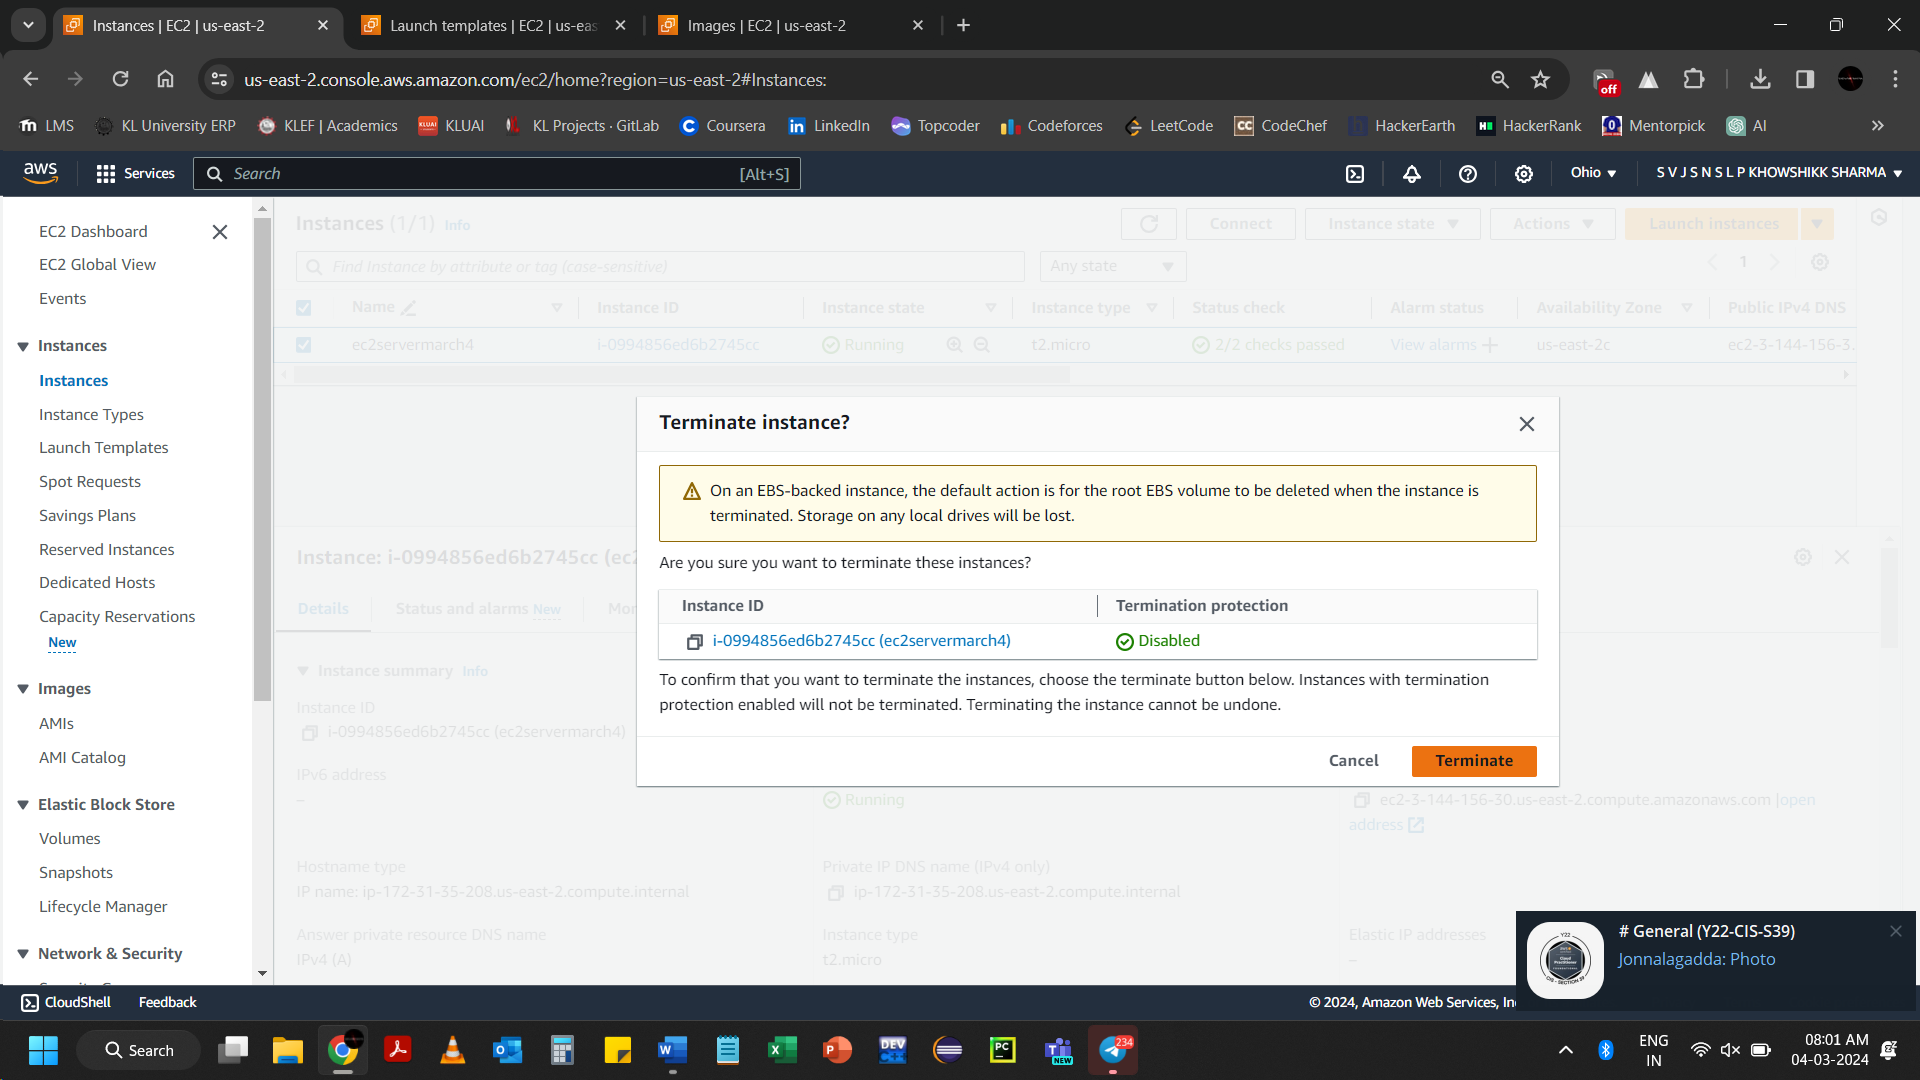 Instances | EC2 | us-east-2
Launch templates | EC2 | us-eas
Images | EC2 | us-east-2
us-east-2.console.aws.amazon.com/ec2/home?region=us-east-2#Instances:
off
LMS
KL University ERP
KLEF | Academics
KLUAI
KL Projects · GitLab
Coursera
LinkedIn
Topcoder
Codeforces
LeetCode
CodeChef
HackerEarth
HackerRank
Mentorpick
AI
aws
Services
Search
[Alt+S]
Ohio
S V J S N S L P KHOWSHIKK SHARMA
EC2 Dashboard
EC2 Global View
Events
Instances
Instances
Instance Types
Launch Templates
Spot Requests
Savings Plans
Reserved Instances
Dedicated Hosts
Capacity Reservations
New
Images
AMIs
AMI Catalog
Elastic Block Store
Volumes
Snapshots
Lifecycle Manager
Network & Security
Instances (1/1) Info
Connect
Instance state
Actions
Launch instances
Find Instance by attribute or tag (case-sensitive)
Any state
1
Name
Instance ID
Instance state
Instance type
Status check
Alarm status
Availability Zone
Public IPv4 DNS
ec2servermarch4
i-0994856ed6b2745cc
Running
t2.micro
2/2 checks passed
View alarms
us-east-2c
ec2-3-144-156-3.
Terminate instance?
On an EBS-backed instance, the default action is for the root EBS volume to be deleted when the instance is
terminated. Storage on any local drives will be lost.
Are you sure you want to terminate these instances?
Instance ID
Termination protection
i-0994856ed6b2745cc (ec2servermarch4)
Disabled
To confirm that you want to terminate the instances, choose the terminate button below. Instances with termination
protection enabled will not be terminated. Terminating the instance cannot be undone.
Cancel
Terminate
Instance: i-0994856ed6b2745cc (ec2
Details
Status and alarms New
Mon
Instance summary Info
Instance ID
i-0994856ed6b2745cc (ec2servermarch4)
IPv6 address
–
Running
ec2-3-144-156-30.us-east-2.compute.amazonaws.com |open
address
Hostname type
IP name: ip-172-31-35-208.us-east-2.compute.internal
Private IP DNS name (IPv4 only)
ip-172-31-35-208.us-east-2.compute.internal
Answer private resource DNS name
IPv4 (A)
Instance type
t2.micro
Elastic IP addresses
–
# General (Y22-CIS-S39)
Jonnalagadda: Photo
CloudShell
Feedback
© 2024, Amazon Web Services, In
Search
234
ENG
IN
08:01 AM
04-03-2024